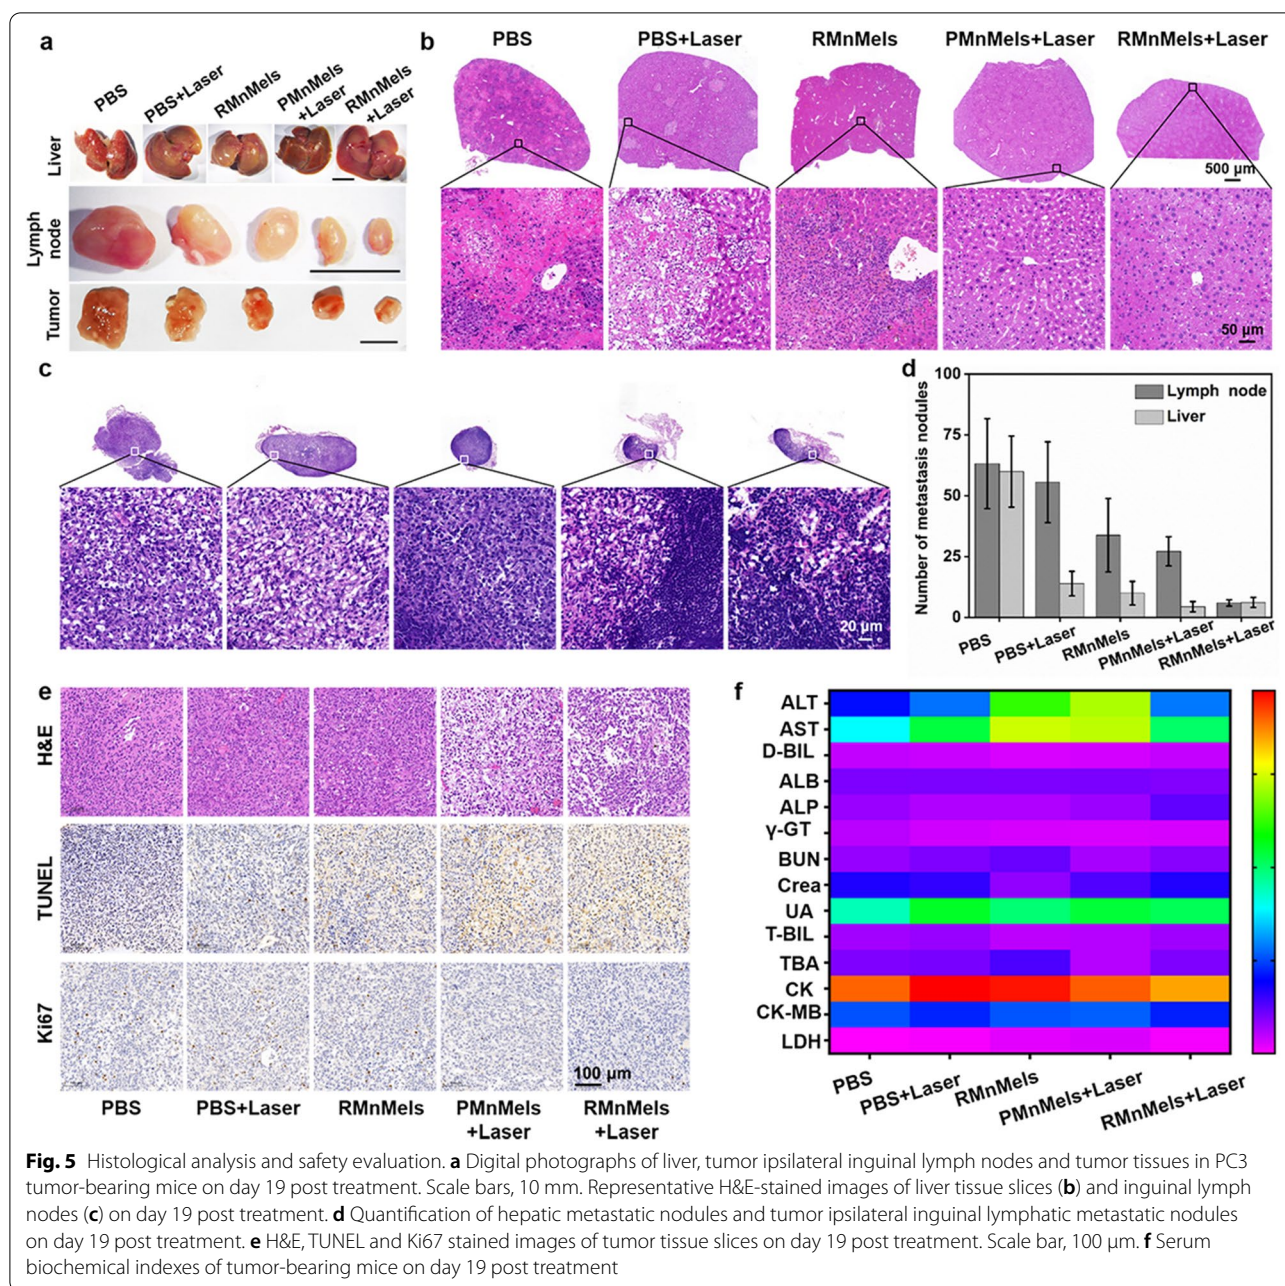 a
PBS
PBS+Laser
RMnMels
PMnMels
+Laser
RMnMels
+Laser
Liver
Lymph
node
Tumor
b
PBS
PBS+Laser
RMnMels
PMnMels+Laser
RMnMels+Laser
500 µm
50 µm
c
20 µm
d
Number of metastasis nodules
100
75
50
25
0
Lymph node
Liver
PBS
PBS+Laser
RMnMels
PMnMels+Laser
RMnMels+Laser
e
H&E
TUNEL
Ki67
100 µm
PBS
PBS+Laser
RMnMels
PMnMels
+Laser
RMnMels
+Laser
f
ALT
AST
D-BIL
ALB
ALP
γ-GT
BUN
Crea
UA
T-BIL
TBA
CK
CK-MB
LDH
PBS
PBS+Laser
RMnMels
PMnMels+Laser
RMnMels+Laser
Fig. 5 Histological analysis and safety evaluation. a Digital photographs of liver, tumor ipsilateral inguinal lymph nodes and tumor tissues in PC3
tumor-bearing mice on day 19 post treatment. Scale bars, 10 mm. Representative H&E-stained images of liver tissue slices (b) and inguinal lymph
nodes (c) on day 19 post treatment. d Quantification of hepatic metastatic nodules and tumor ipsilateral inguinal lymphatic metastatic nodules
on day 19 post treatment. e H&E, TUNEL and Ki67 stained images of tumor tissue slices on day 19 post treatment. Scale bar, 100 µm. f Serum
biochemical indexes of tumor-bearing mice on day 19 post treatment